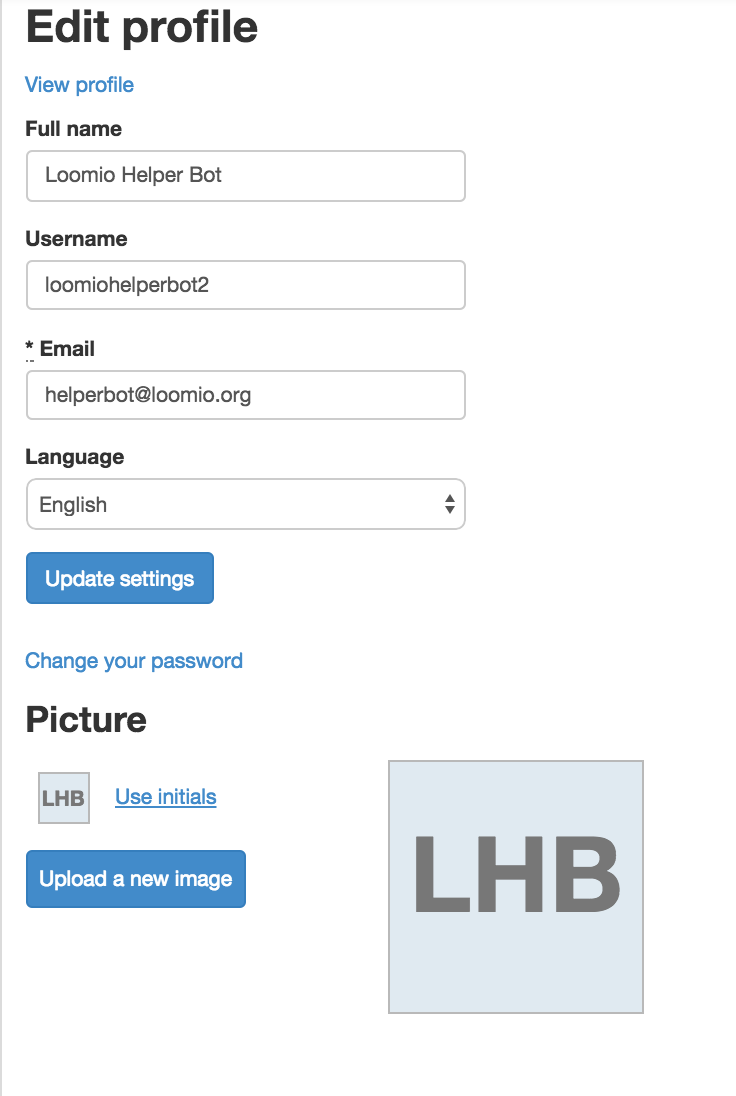 Edit profile
View profile
Full name
Loomio Helper Bot
Username
loomiohelperbot2
* Email
helperbot@loomio.org
Language
English
Update settings
Change your password
Picture
LHB Use initials
Upload a new image
LHB